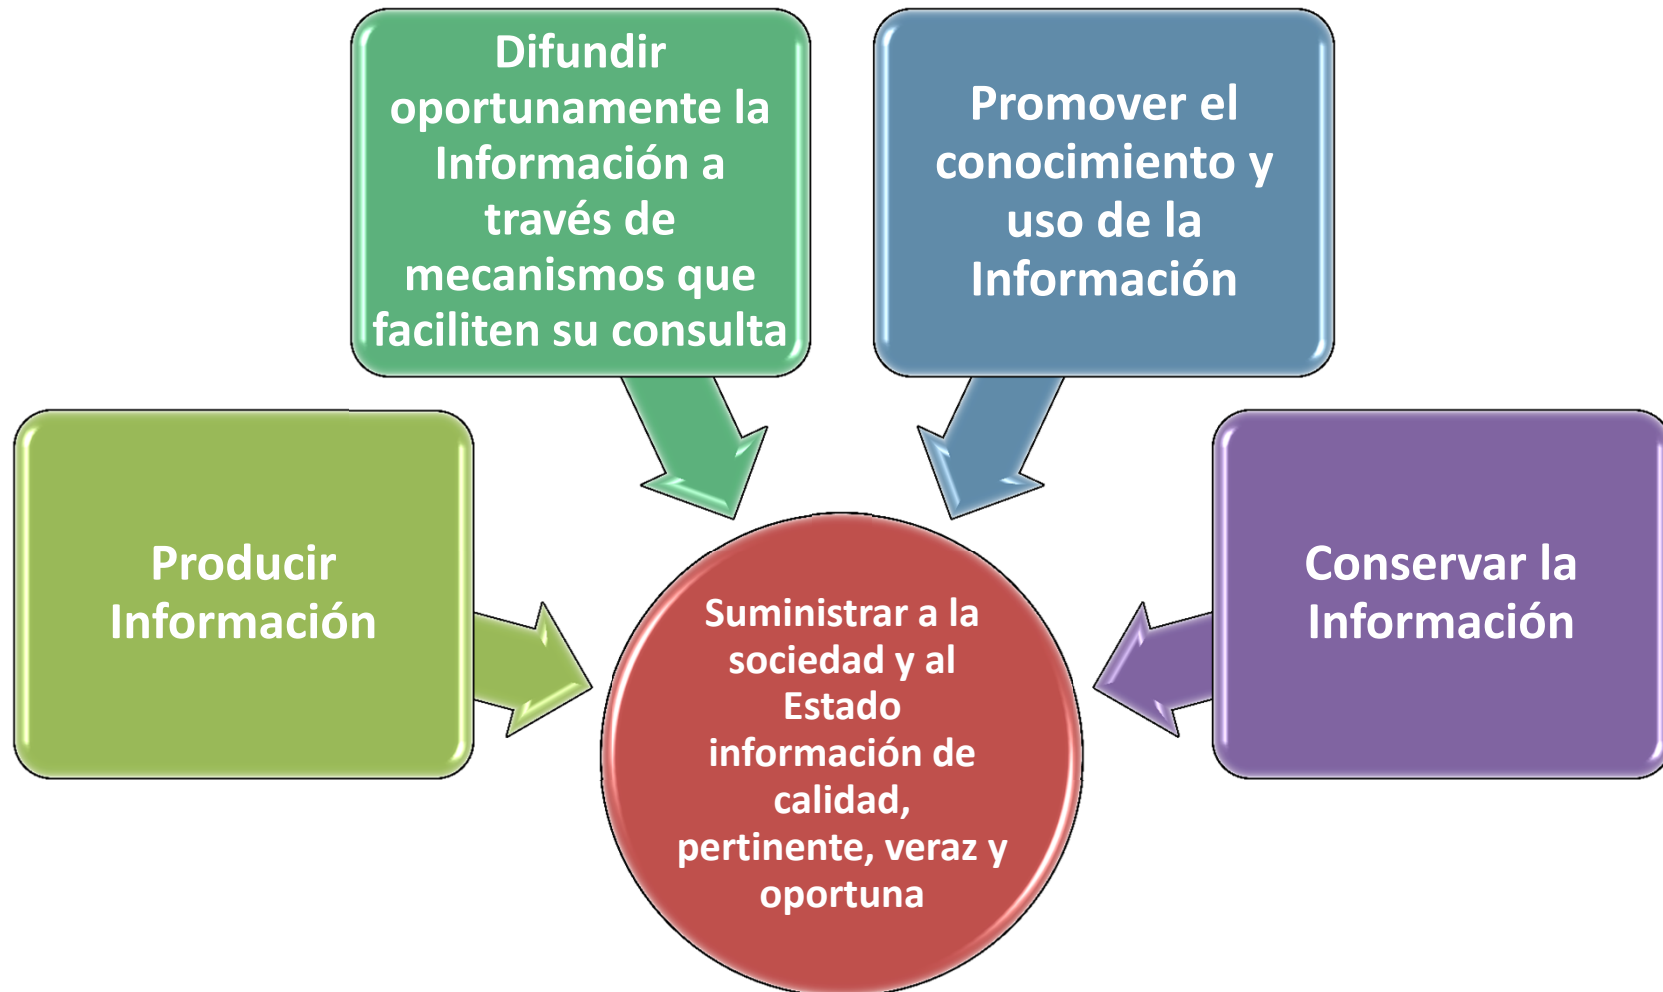 Difundir
oportunamente la
Información a
través de
mecanismos que
faciliten su consulta
Promover el
conocimiento y
uso de la
Información
Producir
Información
Conservar la
Información
Suministrar a la
sociedad y al
Estado
información de
calidad,
pertinente, veraz y
oportuna